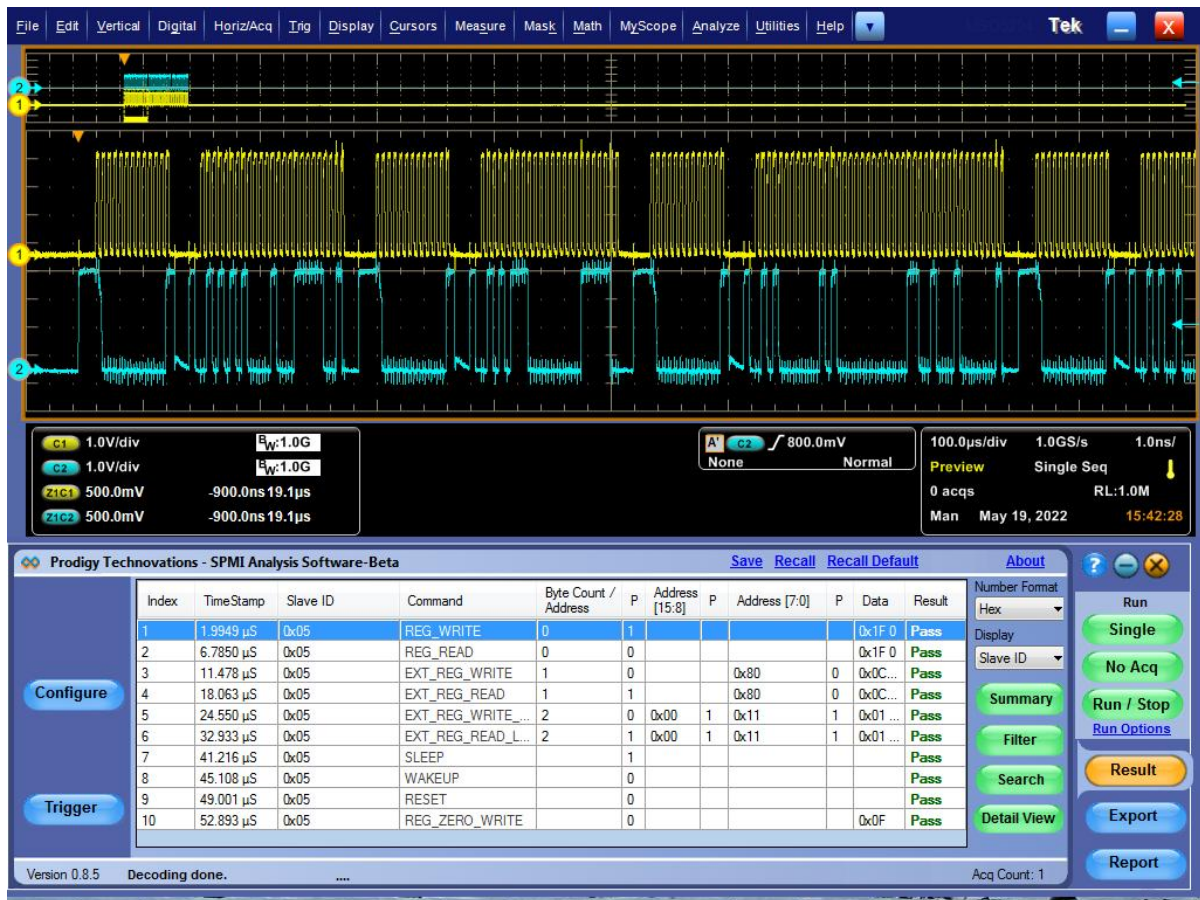 File Edit Vertical Digital Horiz/Acq Trig Display Cursors Measure Mask Math MyScope Analyze Utilities Help Tek X
2
1
1
2
C1 1.0V/div BW:1.0G
C2 1.0V/div BW:1.0G
Z1C1 500.0mV -900.0ns 19.1µs
Z1C2 500.0mV -900.0ns 19.1µs
A' C2 800.0mV
None Normal
100.0µs/div 1.0GS/s 1.0ns/
Preview Single Seq
0 acqs RL:1.0M
Man May 19, 2022 15:42:28
Prodigy Technovations - SPMI Analysis Software-Beta Save Recall Recall Default About ?
Index TimeStamp Slave ID Command Byte Count / Address P Address [15:8] P Address [7:0] P Data Result
1 1.9949 µS 0x05 REG_WRITE 0 1 0x1F 0 Pass
2 6.7850 µS 0x05 REG_READ 0 0 0x1F 0 Pass
3 11.478 µS 0x05 EXT_REG_WRITE 1 0 0x80 0 0x0C... Pass
4 18.063 µS 0x05 EXT_REG_READ 1 1 0x80 0 0x0C... Pass
5 24.550 µS 0x05 EXT_REG_WRITE_... 2 0 0x00 1 0x11 1 0x01 ... Pass
6 32.933 µS 0x05 EXT_REG_READ_L... 2 1 0x00 1 0x11 1 0x01 ... Pass
7 41.216 µS 0x05 SLEEP 1 Pass
8 45.108 µS 0x05 WAKEUP 0 Pass
9 49.001 µS 0x05 RESET 0 Pass
10 52.893 µS 0x05 REG_ZERO_WRITE 0 0x0F Pass
Configure
Trigger
Number Format
Hex
Display
Slave ID
Summary
Filter
Search
Detail View
Run
Single
No Acq
Run / Stop
Run Options
Result
Export
Report
Version 0.8.5 Decoding done. .... Acq Count: 1